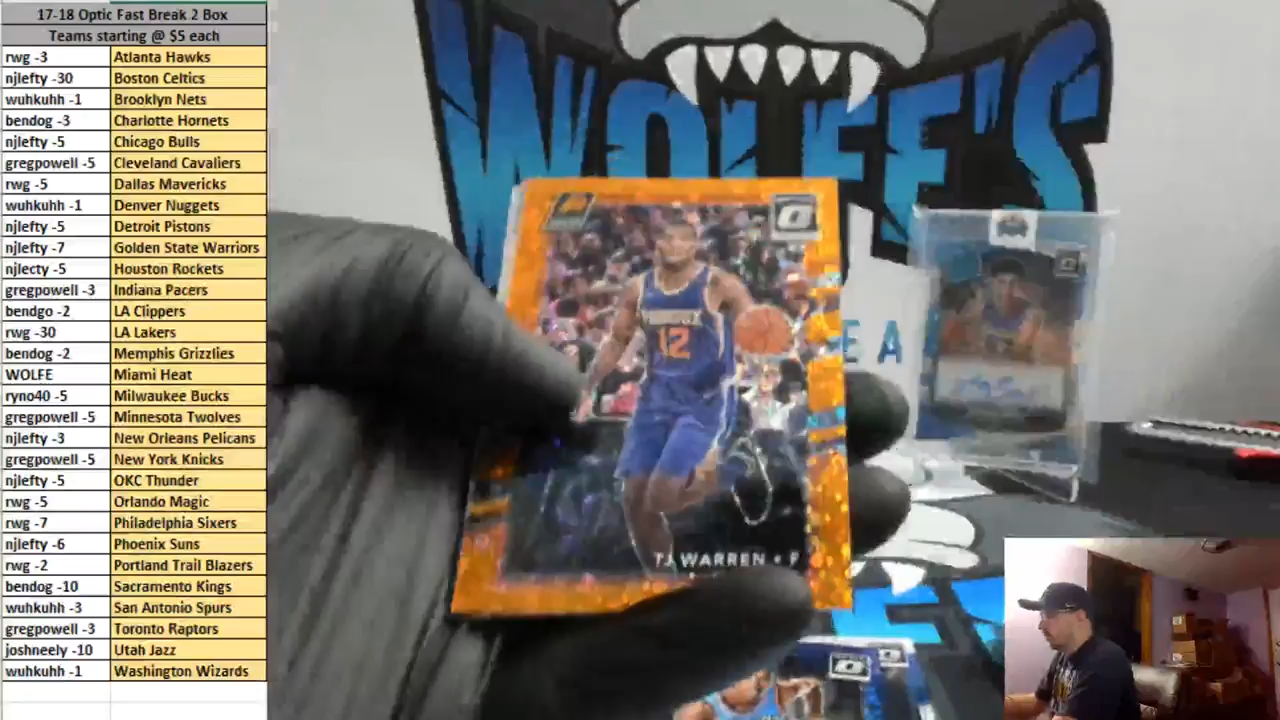 17-18 Optic Fast Break 2 Box
Teams starting @ $5 each
rwg -3 Atlanta Hawks
njlefty -30 Boston Celtics
wuhkuhh -1 Brooklyn Nets
bendog -3 Charlotte Hornets
njlefty -5 Chicago Bulls
gregpowell -5 Cleveland Cavaliers
rwg -5 Dallas Mavericks
wuhkuhh -1 Denver Nuggets
njlefty -5 Detroit Pistons
njlefty -7 Golden State Warriors
njlecty -5 Houston Rockets
gregpowell -3 Indiana Pacers
bendgo -2 LA Clippers
rwg -30 LA Lakers
bendog -2 Memphis Grizzlies
WOLFE Miami Heat
ryno40 -5 Milwaukee Bucks
gregpowell -5 Minnesota Twolves
njlefty -3 New Orleans Pelicans
gregpowell -5 New York Knicks
njlefty -5 OKC Thunder
rwg -5 Orlando Magic
rwg -7 Philadelphia Sixers
njlefty -6 Phoenix Suns
rwg -2 Portland Trail Blazers
bendog -10 Sacramento Kings
wuhkuhh -3 San Antonio Spurs
gregpowell -3 Toronto Raptors
joshneely -10 Utah Jazz
wuhkuhh -1 Washington Wizards
WOLFE'S
EA
12
TJ WARREN • F